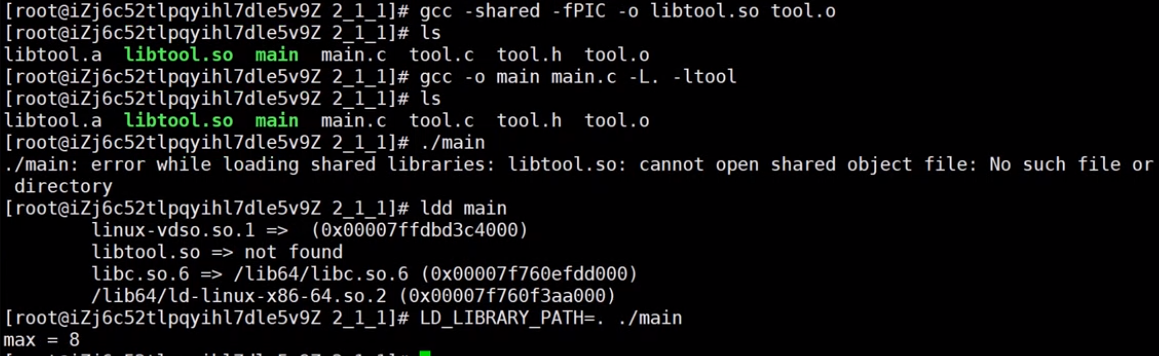 [root@iZj6c52tlpqyihl7dle5v9Z 2_1_1]# gcc -shared -fPIC -o libtool.so tool.o
[root@iZj6c52tlpqyihl7dle5v9Z 2_1_1]# ls
libtool.a  libtool.so  main  main.c  tool.c  tool.h  tool.o
[root@iZj6c52tlpqyihl7dle5v9Z 2_1_1]# gcc -o main main.c -L. -ltool
[root@iZj6c52tlpqyihl7dle5v9Z 2_1_1]# ls
libtool.a  libtool.so  main  main.c  tool.c  tool.h  tool.o
[root@iZj6c52tlpqyihl7dle5v9Z 2_1_1]# ./main
./main: error while loading shared libraries: libtool.so: cannot open shared object file: No such file or
 directory
[root@iZj6c52tlpqyihl7dle5v9Z 2_1_1]# ldd main
        linux-vdso.so.1 =>  (0x00007ffdbd3c4000)
        libtool.so => not found
        libc.so.6 => /lib64/libc.so.6 (0x00007f760efdd000)
        /lib64/ld-linux-x86-64.so.2 (0x00007f760f3aa000)
[root@iZj6c52tlpqyihl7dle5v9Z 2_1_1]# LD_LIBRARY_PATH=. ./main
max = 8